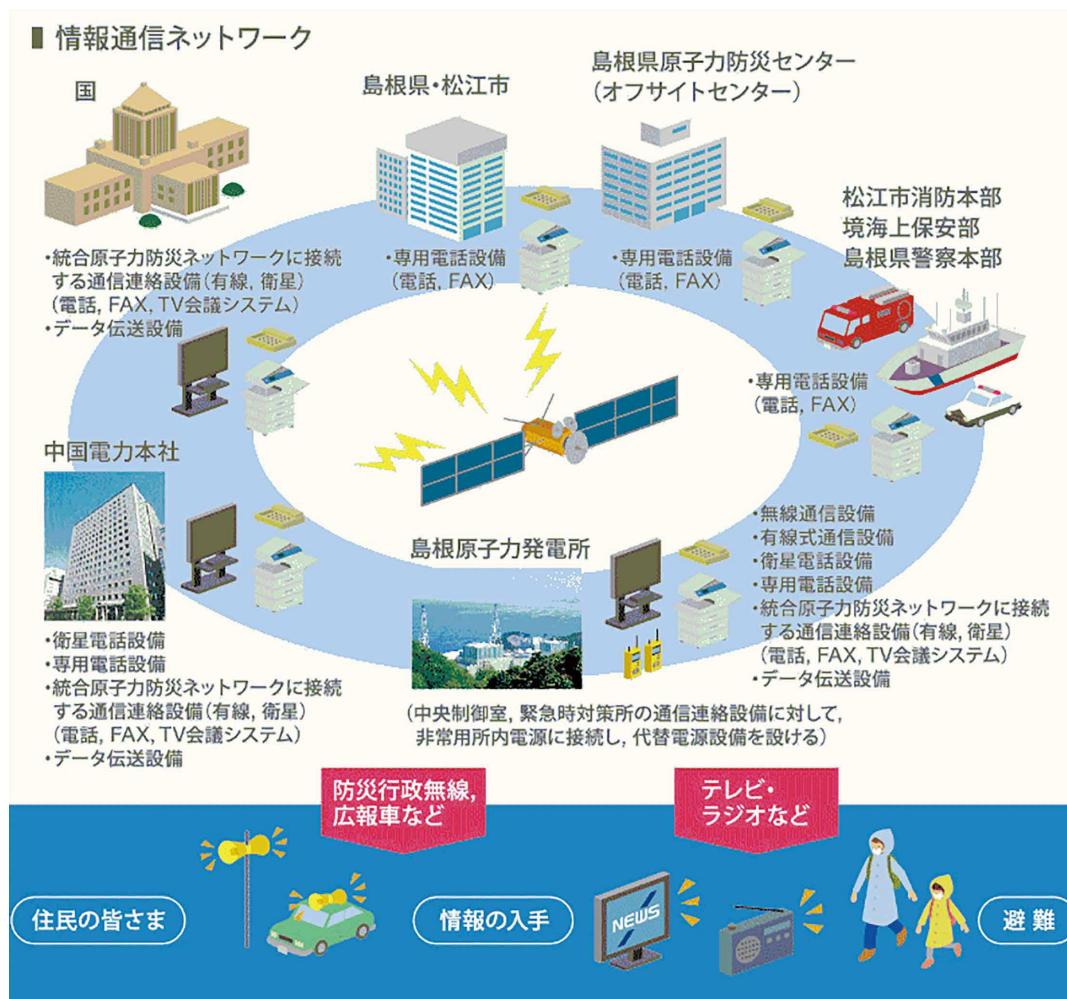 情報通信ネットワーク
国
島根県・松江市
島根県原子力防災センター
(オフサイトセンター)
松江市消防本部
境海上保安部
島根県警察本部
・統合原子力防災ネットワークに接続
する通信連絡設備(有線, 衛星)
(電話, FAX, TV会議システム)
・データ伝送設備
・専用電話設備
(電話, FAX)
・専用電話設備
(電話, FAX)
・専用電話設備
(電話, FAX)
中国電力本社
・衛星電話設備
・専用電話設備
・統合原子力防災ネットワークに接続
する通信連絡設備(有線, 衛星)
(電話, FAX, TV会議システム)
・データ伝送設備
島根原子力発電所
・無線通信設備
・有線式通信設備
・衛星電話設備
・専用電話設備
・統合原子力防災ネットワークに接続
する通信連絡設備(有線, 衛星)
(電話, FAX, TV会議システム)
・データ伝送設備
(中央制御室, 緊急時対策所の通信連絡設備に対して,
非常用所内電源に接続し, 代替電源設備を設ける)
防災行政無線,
広報車など
テレビ・
ラジオなど
住民の皆さま
情報の入手
NEWS
避難